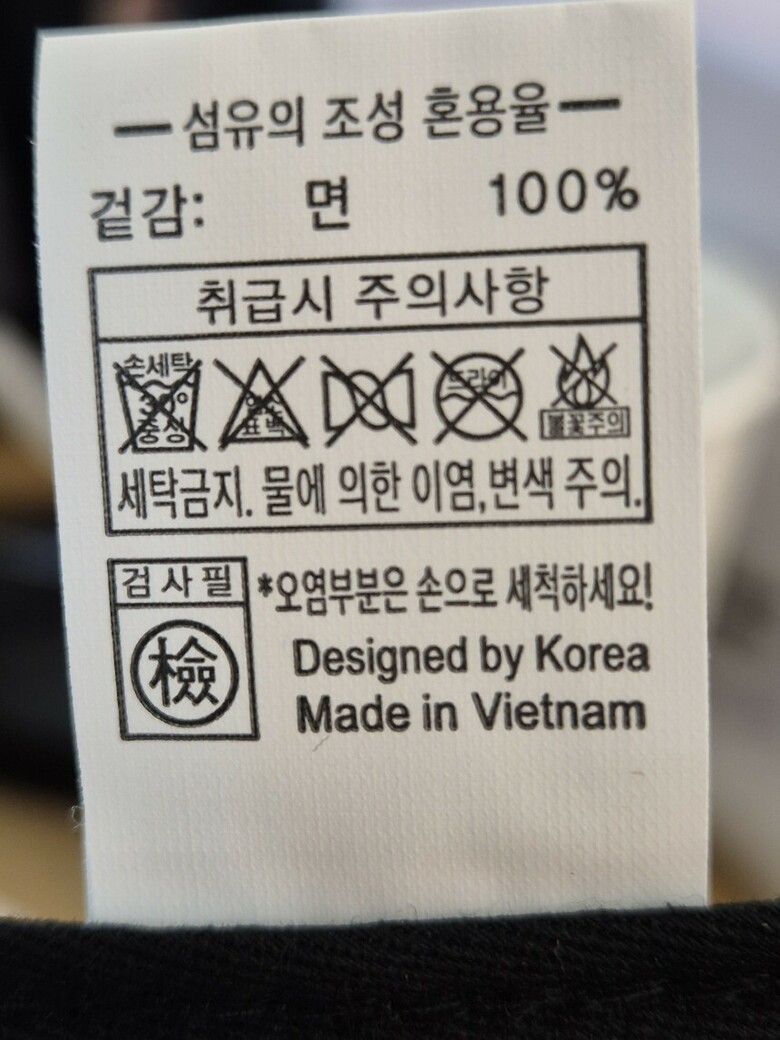 섬유의 조성 혼용율
겉감: 면 100%
취급시 주의사항
손세탁
30°
중성
표백
드라이
불꽃주의
세탁금지. 물에 의한 이염,변색 주의.
검사필
檢
*오염부분은 손으로 세척하세요!
Designed by Korea
Made in Vietnam